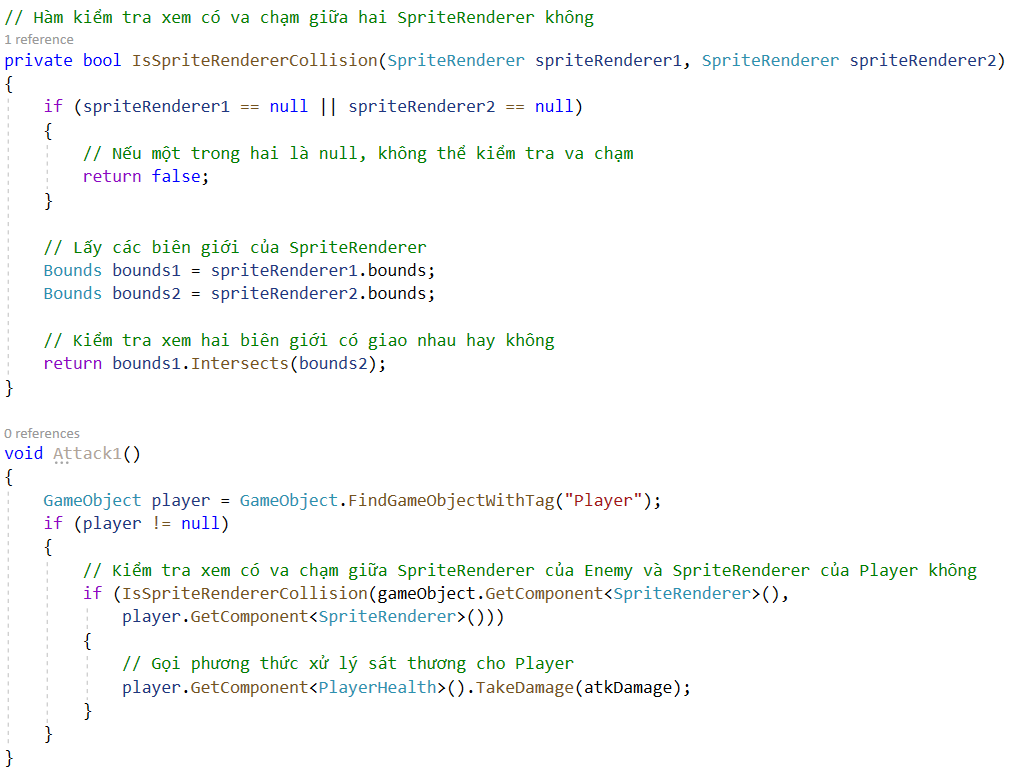 // Hàm kiểm tra xem có va chạm giữa hai SpriteRenderer không
1 reference
private bool IsSpriteRendererCollision(SpriteRenderer spriteRenderer1, SpriteRenderer spriteRenderer2)
{
if (spriteRenderer1 == null || spriteRenderer2 == null)
{
// Nếu một trong hai là null, không thể kiểm tra va chạm
return false;
}
// Lấy các biên giới của SpriteRenderer
Bounds bounds1 = spriteRenderer1.bounds;
Bounds bounds2 = spriteRenderer2.bounds;
// Kiểm tra xem hai biên giới có giao nhau hay không
return bounds1.Intersects(bounds2);
}
0 references
void Attack1()
{
GameObject player = GameObject.FindGameObjectWithTag("Player");
if (player != null)
{
// Kiểm tra xem có va chạm giữa SpriteRenderer của Enemy và SpriteRenderer của Player không
if (IsSpriteRendererCollision(gameObject.GetComponent<SpriteRenderer>(),
player.GetComponent<SpriteRenderer>()))
{
// Gọi phương thức xử lý sát thương cho Player
player.GetComponent<PlayerHealth>().TakeDamage(atkDamage);
}
}
}